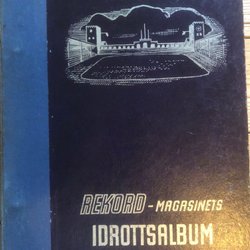 REKORD - MAGASINETS
IDROTTSALBUM